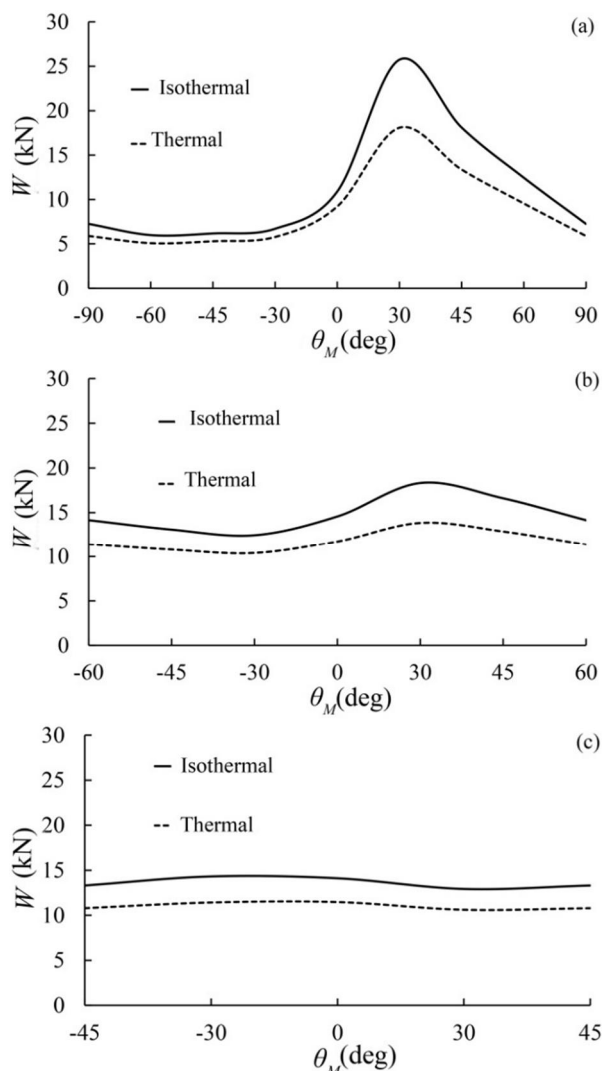 (a)
30
25
20
15
10
5
0
W (kN)
Isothermal
Thermal
-90 -60 -45 -30 0 30 45 60 90
θM (deg)
(b)
30
25
20
15
10
5
0
W (kN)
Isothermal
Thermal
-60 -45 -30 0 30 45 60
θM (deg)
(c)
30
25
20
15
10
5
0
W (kN)
Isothermal
Thermal
-45 -30 0 30 45
θM (deg)